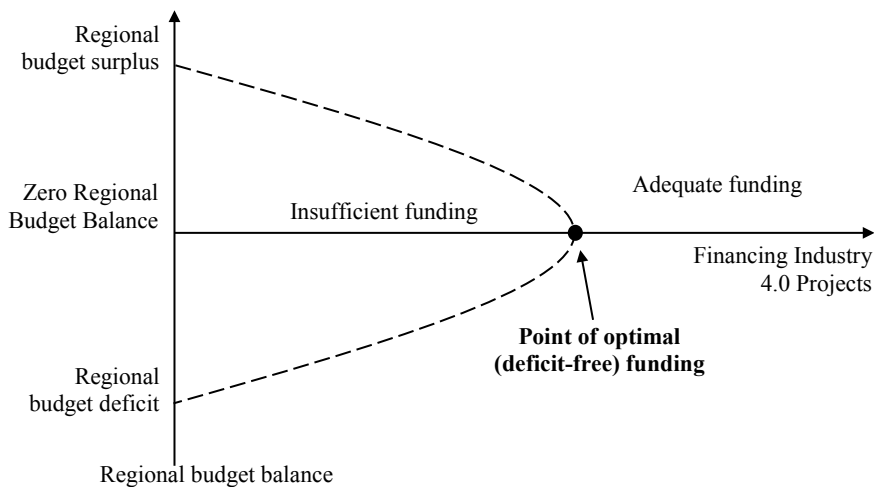 Regional
budget surplus
Zero Regional
Budget Balance
Insufficient funding
Adequate funding
Financing Industry
4.0 Projects
Point of optimal
(deficit-free) funding
Regional
budget deficit
Regional budget balance